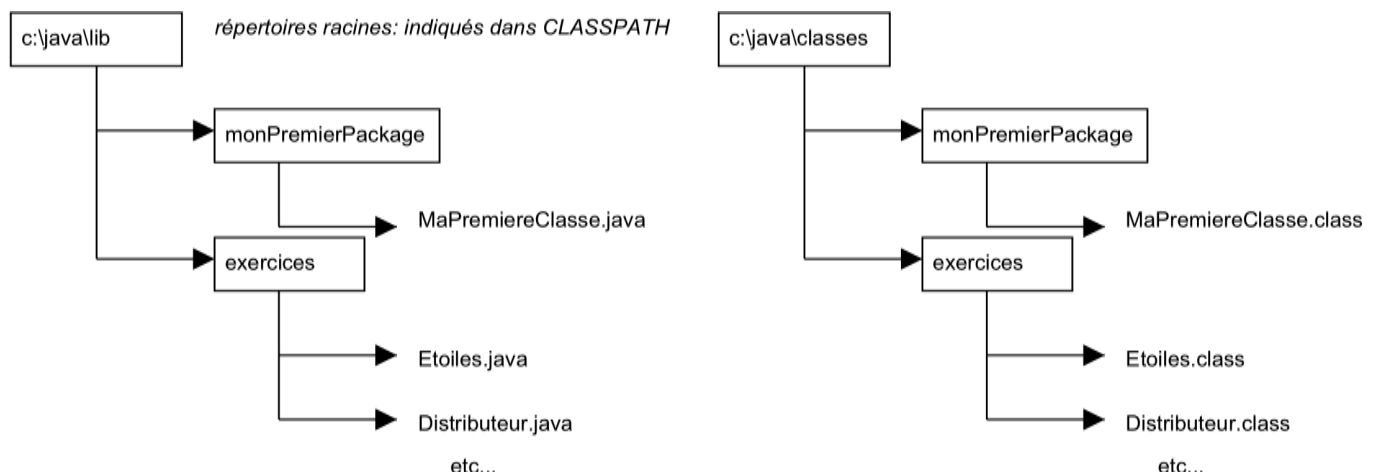 c:\java\lib
répertoires racines: indiqués dans CLASSPATH
monPremierPackage
MaPremiereClasse.java
exercices
Etoiles.java
Distributeur.java
etc...
c:\java\classes
monPremierPackage
MaPremiereClasse.class
exercices
Etoiles.class
Distributeur.class
etc...